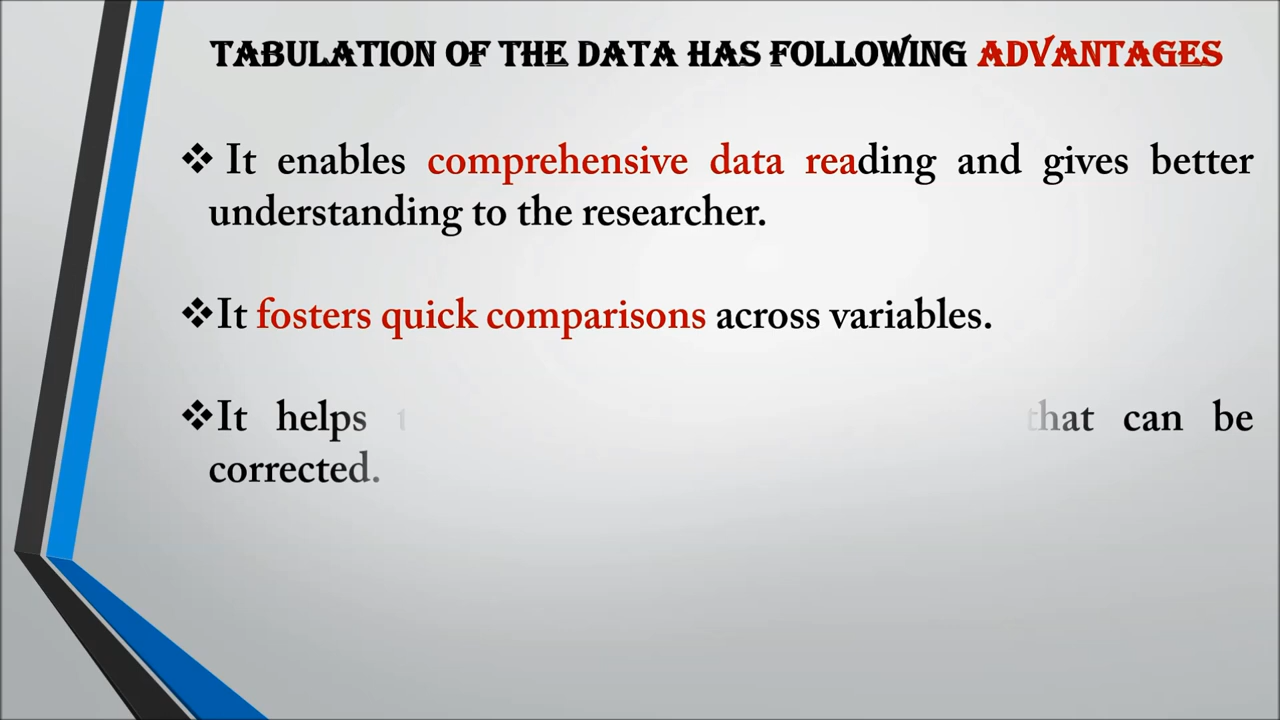 TABULATION OF THE DATA HAS FOLLOWING ADVANTAGES
❖ It enables comprehensive data reading and gives better
understanding to the researcher.
❖It fosters quick comparisons across variables.
❖It helps that can be
corrected.